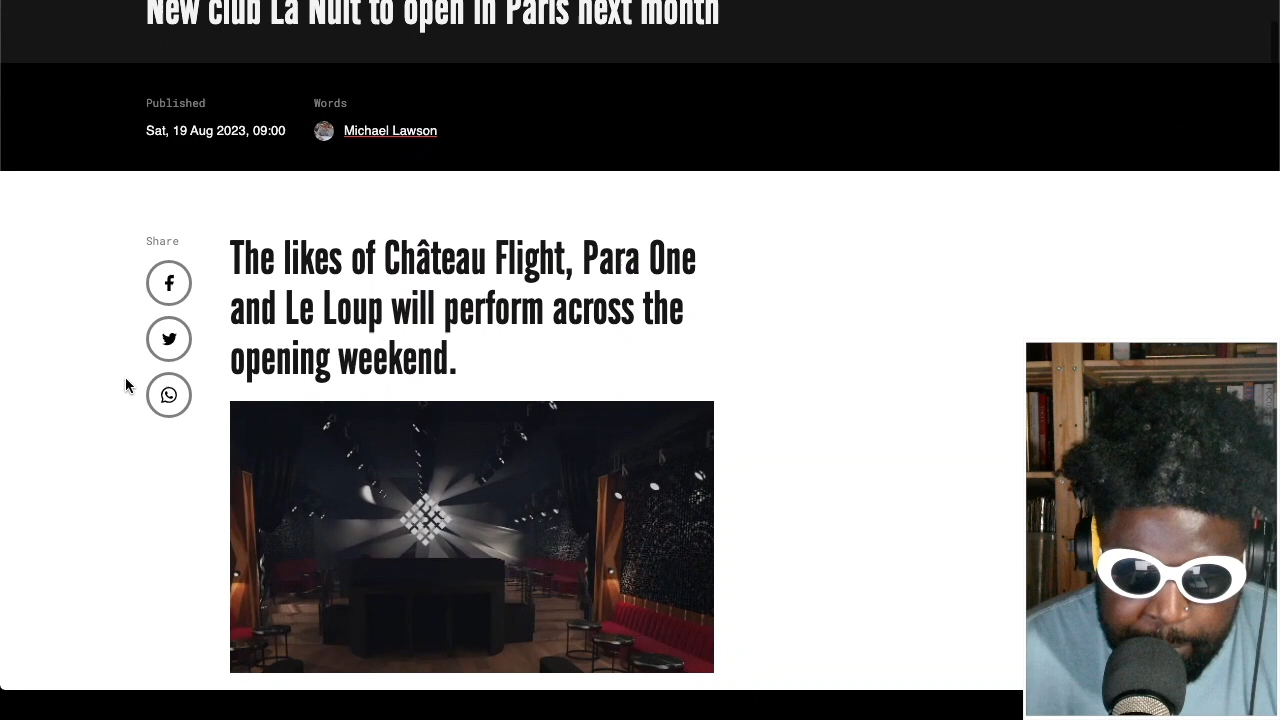 New club La Nuit to open in Paris next month
Published
Words
Sat, 19 Aug 2023, 09:00
Michael Lawson
Share
The likes of Château Flight, Para One
and Le Loup will perform across the
opening weekend.